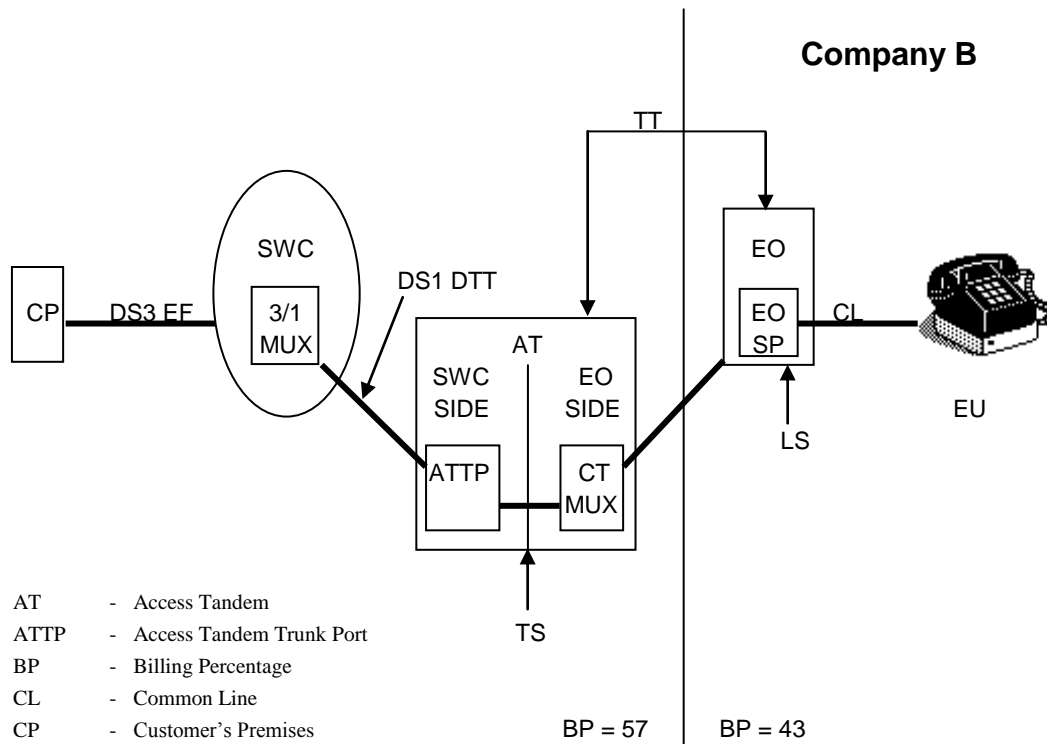 Company B
TT
SWC
EO
DS1 DTT
CP
DS3 EF
3/1
MUX
EO
SP
CL
AT
SWC
SIDE
EO
SIDE
EU
LS
ATTP
CT
MUX
TS
AT - Access Tandem
ATTP - Access Tandem Trunk Port
BP - Billing Percentage
CL - Common Line
CP - Customer's Premises
BP = 57
BP = 43